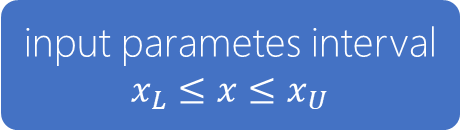 input parametes interval
x_L ≤ x ≤ x_U